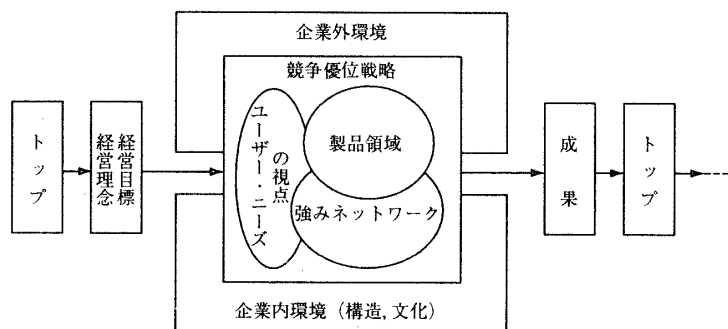 企業外環境
競争優位戦略
トップ
経営目標
経営理念
ユーザー・ニーズ
の視点
製品領域
強みネットワーク
成果
トップ
企業内環境（構造,文化）